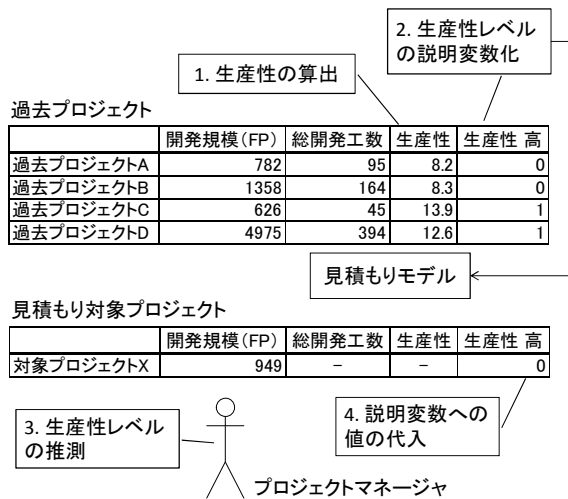 2. 生産性レベル
の説明変数化
1. 生産性の算出
過去プロジェクト
開発規模(FP) 総開発工数 生産性 生産性 高
過去プロジェクトA 782 95 8.2 0
過去プロジェクトB 1358 164 8.3 0
過去プロジェクトC 626 45 13.9 1
過去プロジェクトD 4975 394 12.6 1
見積もりモデル
見積もり対象プロジェクト
開発規模(FP) 総開発工数 生産性 生産性 高
対象プロジェクトX 949 － － 0
3. 生産性レベル
の推測
4. 説明変数への
値の代入
プロジェクトマネージャ